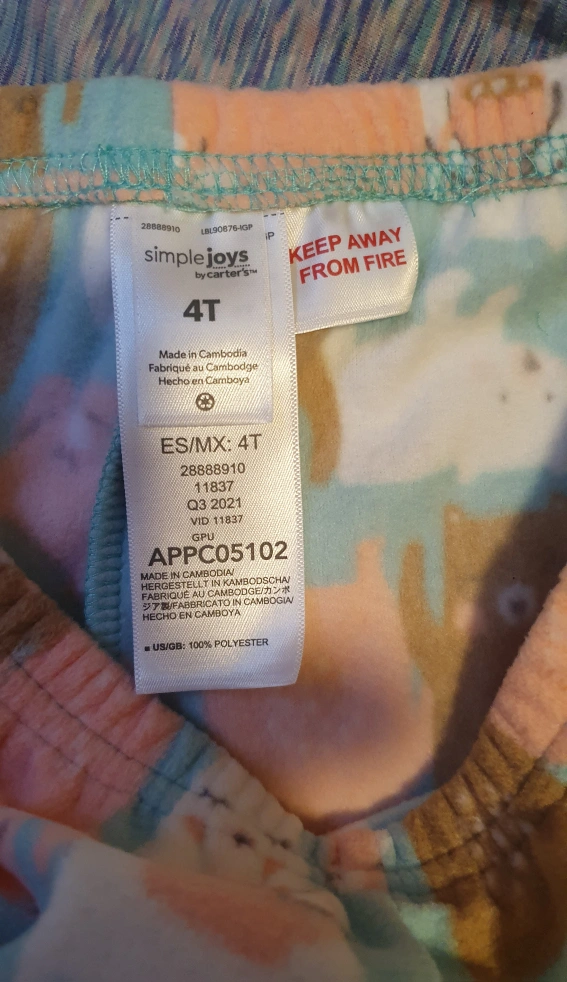 28888910 LBL90876-IGP
simple joys
by carter's™
4T
Made in Cambodia
Fabriqué au Cambodge
Hecho en Camboya
ES/MX: 4T
28888910
11837
Q3 2021
VID 11837
GPU
APPC05102
MADE IN CAMBODIA/
HERGESTELLT IN KAMBODSCHA/
FABRIQUÉ AU CAMBODGE/カンボ
ジア製/FABBRICATO IN CAMBOGIA/
HECHO EN CAMBOYA
US/GB: 100% POLYESTER
KEEP AWAY
FROM FIRE